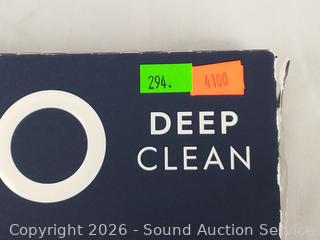 294.
4100
DEEP
CLEAN
Copyright 2026 - Sound Auction Service